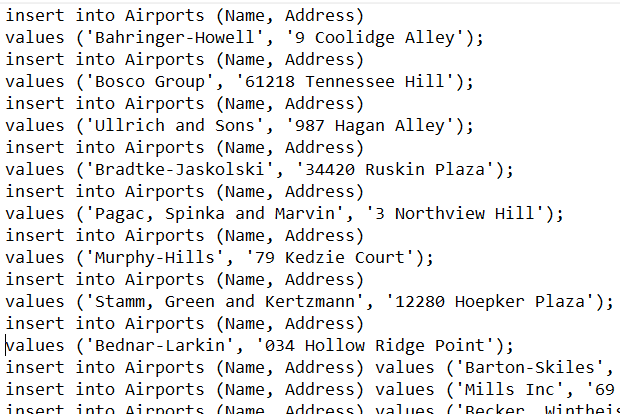 insert into Airports (Name, Address)
values ('Bahringer-Howell', '9 Coolidge Alley');
insert into Airports (Name, Address)
values ('Bosco Group', '61218 Tennessee Hill');
insert into Airports (Name, Address)
values ('Ullrich and Sons', '987 Hagan Alley');
insert into Airports (Name, Address)
values ('Bradtke-Jaskolski', '34420 Ruskin Plaza');
insert into Airports (Name, Address)
values ('Pagac, Spinka and Marvin', '3 Northview Hill');
insert into Airports (Name, Address)
values ('Murphy-Hills', '79 Kedzie Court');
insert into Airports (Name, Address)
values ('Stamm, Green and Kertzmann', '12280 Hoepker Plaza');
insert into Airports (Name, Address)
values ('Bednar-Larkin', '034 Hollow Ridge Point');
insert into Airports (Name, Address) values ('Barton-Skiles',
insert into Airports (Name, Address) values ('Mills Inc', '69
insert into Airports (Name, Address) values ('Becker, Wintheis